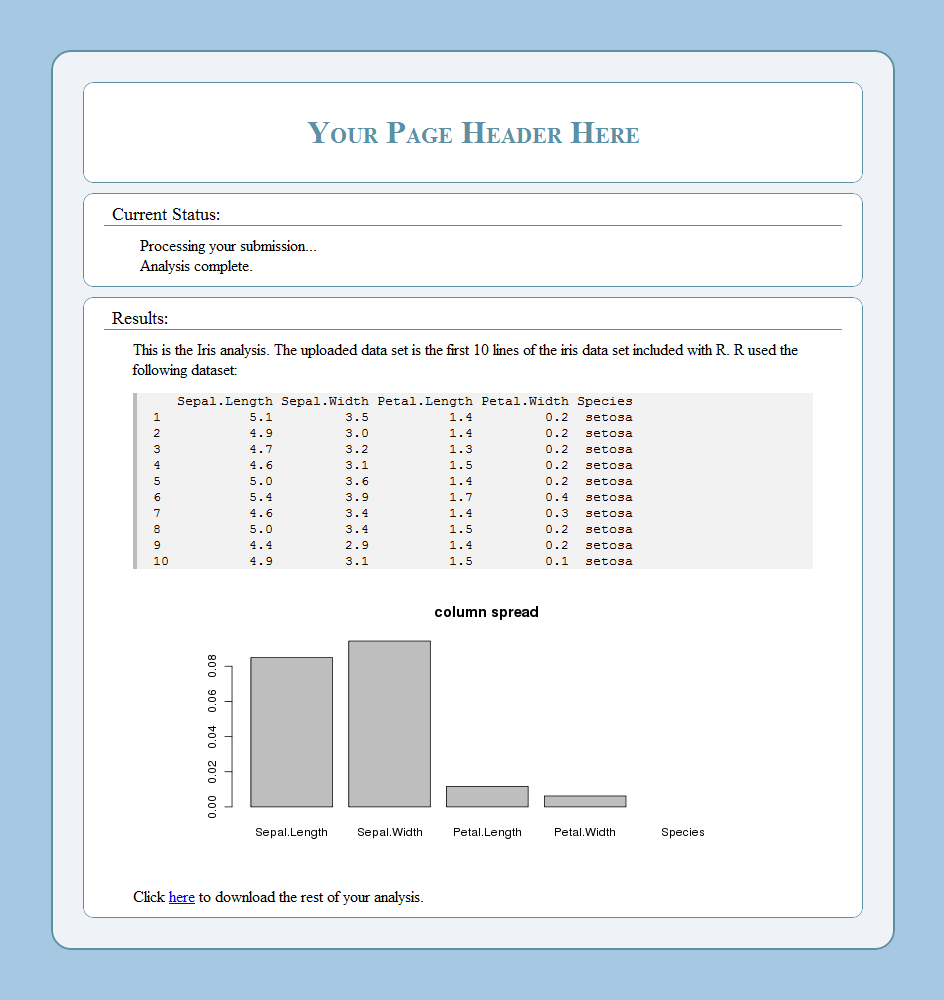 Your Page Header Here
Current Status:
Processing your submission...
Analysis complete.
Results:
This is the Iris analysis. The uploaded data set is the first 10 lines of the iris data set included with R. R used the
following dataset:
Sepal.Length Sepal.Width Petal.Length Petal.Width Species
1 5.1 3.5 1.4 0.2 setosa
2 4.9 3.0 1.4 0.2 setosa
3 4.7 3.2 1.3 0.2 setosa
4 4.6 3.1 1.5 0.2 setosa
5 5.0 3.6 1.4 0.2 setosa
6 5.4 3.9 1.7 0.4 setosa
7 4.6 3.4 1.4 0.3 setosa
8 5.0 3.4 1.5 0.2 setosa
9 4.4 2.9 1.4 0.2 setosa
10 4.9 3.1 1.5 0.1 setosa
column spread
0.08
0.06
0.04
0.02
0.00
Sepal.Length Sepal.Width Petal.Length Petal.Width Species
Click here to download the rest of your analysis.